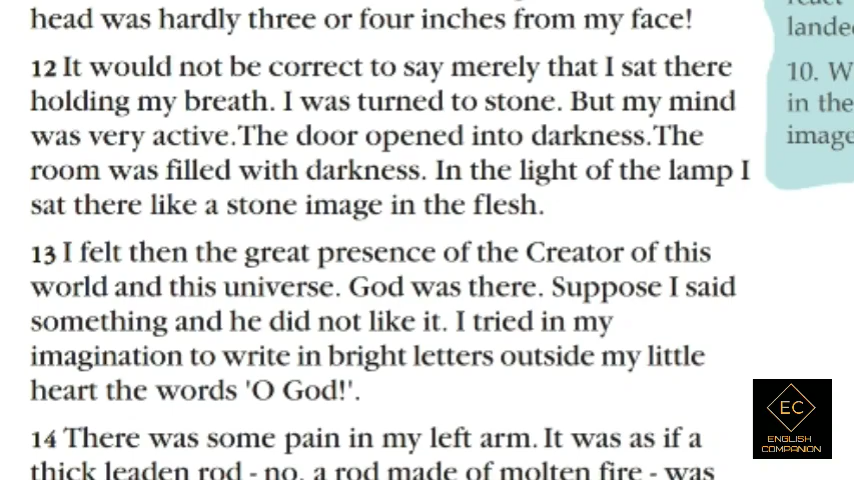 head was hardly three or four inches from my face!
12 It would not be correct to say merely that I sat there
holding my breath. I was turned to stone. But my mind
was very active.The door opened into darkness.The
room was filled with darkness. In the light of the lamp I
sat there like a stone image in the flesh.
13 I felt then the great presence of the Creator of this
world and this universe. God was there. Suppose I said
something and he did not like it. I tried in my
imagination to write in bright letters outside my little
heart the words 'O God!'.
14 There was some pain in my left arm. It was as if a
thick leaden rod - no, a rod made of molten fire - was
react
lande
10. W
in the
image
EC
ENGLISH
COMPANION